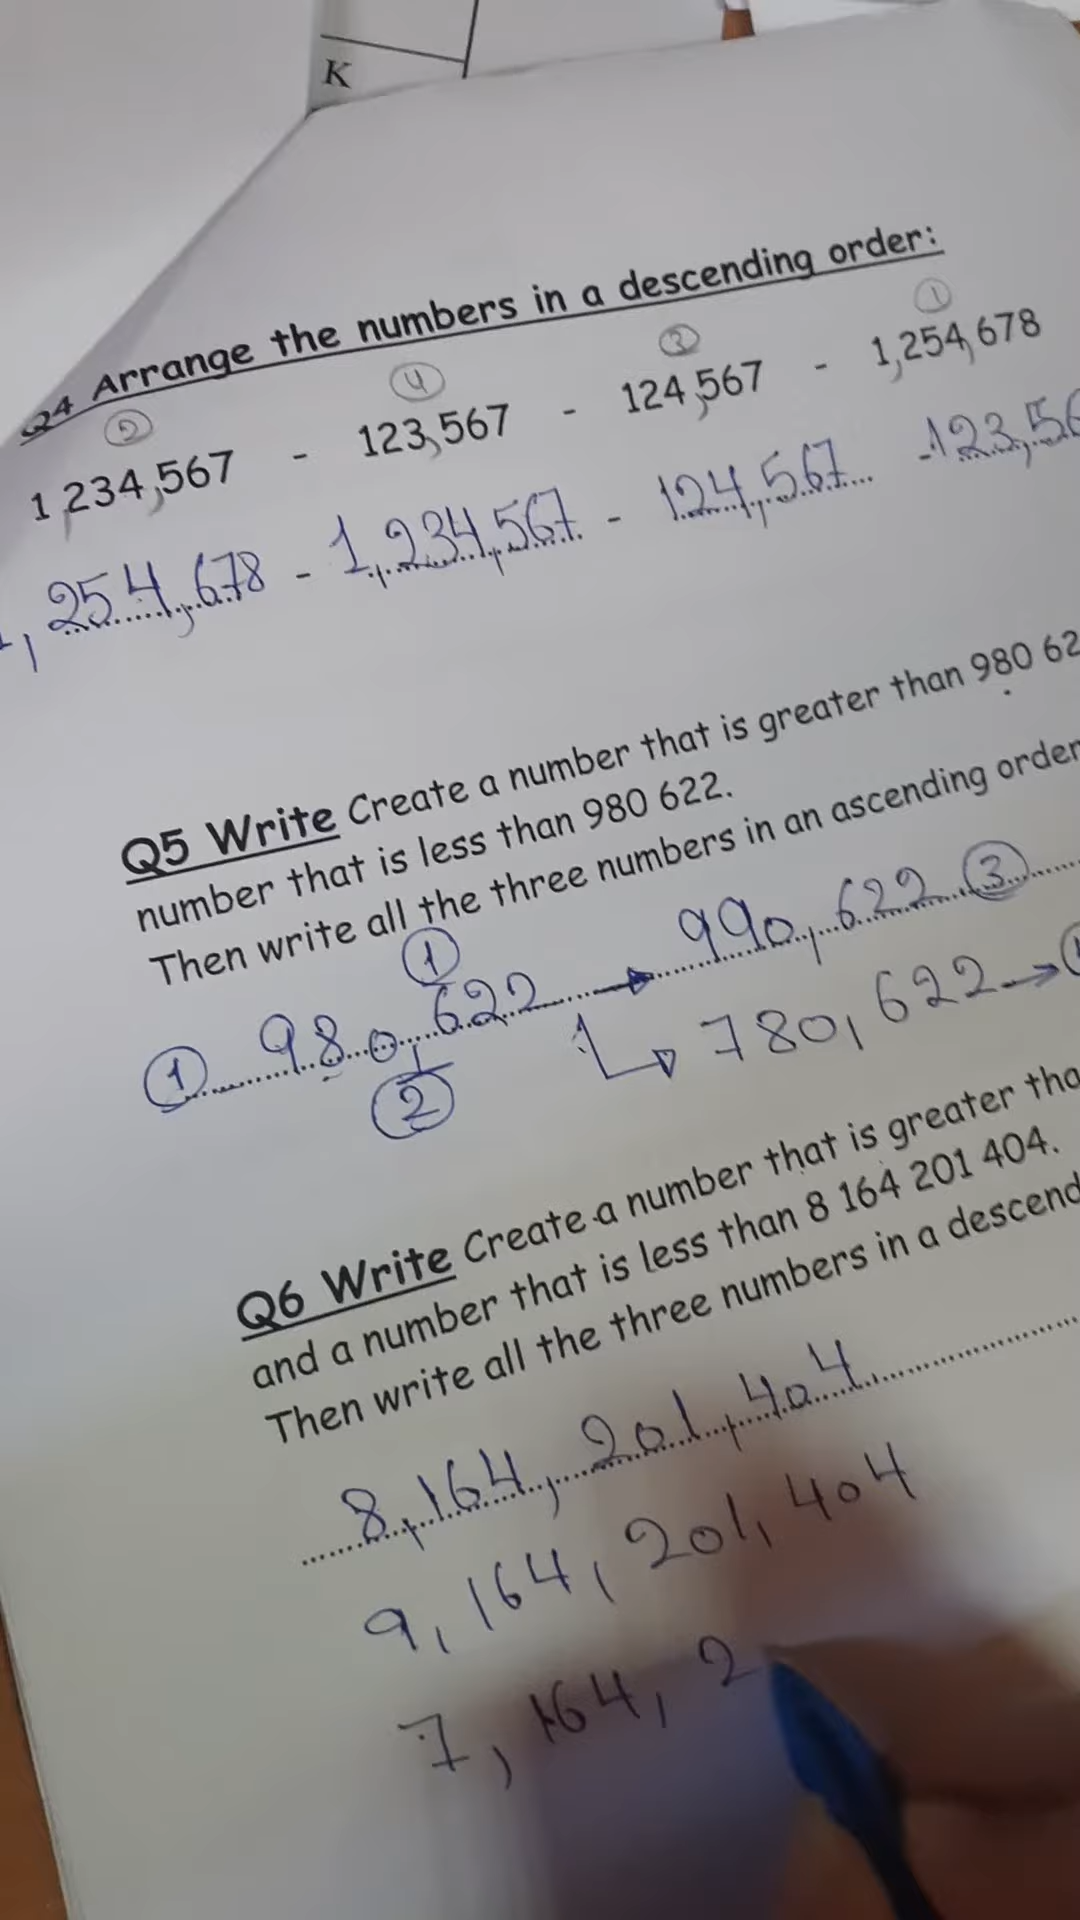 K
Q4 Arrange the numbers in a descending order:
2 4 3 1
1,234,567 - 123,567 - 124,567 - 1,254,678
, 254,678 - 1,234,567 - 124,567 - 123,56
Q5 Write Create a number that is greater than 980 62
number that is less than 980 622.
Then write all the three numbers in an ascending order
1
1 980,622 → 990,622 3
2
780,622 →
Q6 Write Create a number that is greater tha
and a number that is less than 8 164 201 404.
Then write all the three numbers in a descend
8,164,201,404
9,164,201,404
7,164,2